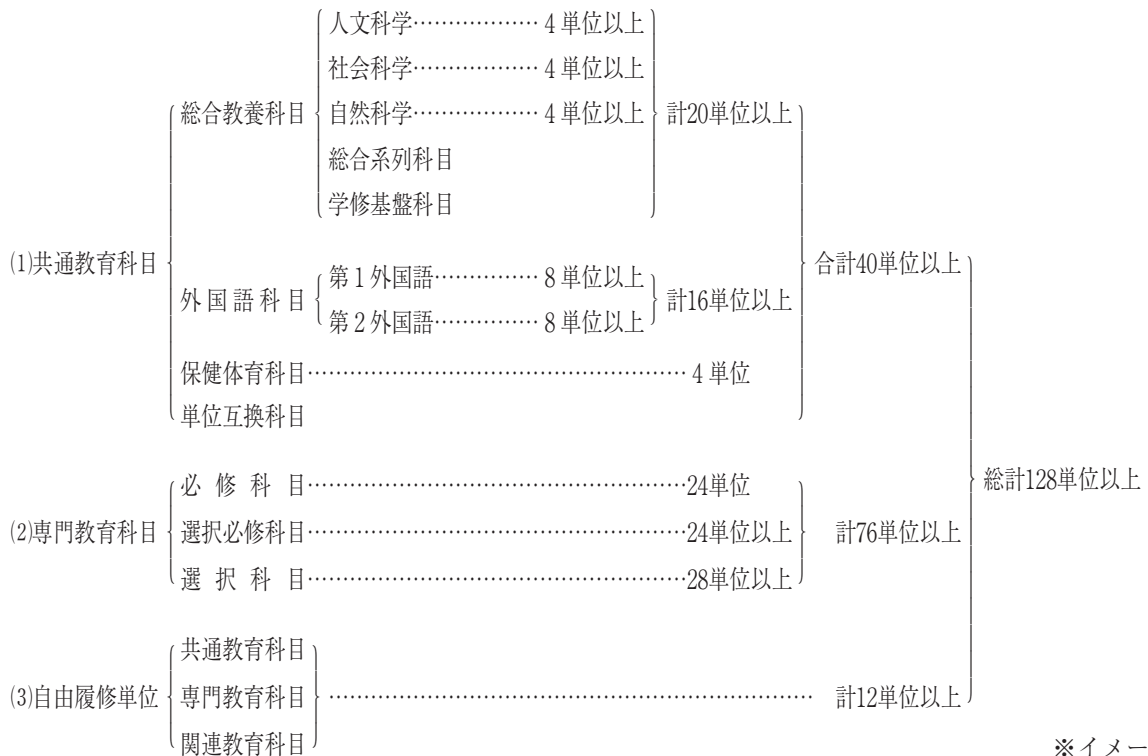 人文科学……………… 4 単位以上
社会科学……………… 4 単位以上
総合教養科目 自然科学……………… 4 単位以上 計20単位以上
総合系列科目
学修基盤科目
⑴共通教育科目 合計40単位以上
第 1 外国語…………… 8 単位以上
外国語科目 計16単位以上
第 2 外国語…………… 8 単位以上
保健体育科目……………………………………………… 4 単位
単位互換科目
総計128単位以上
必 修 科 目………………………………………………24単位
⑵専門教育科目 選択必修科目………………………………………………24単位以上 計76単位以上
選 択 科 目………………………………………………28単位以上
共通教育科目
⑶自由履修単位 専門教育科目 …………………………………………………………… 計12単位以上
関連教育科目
※イメー